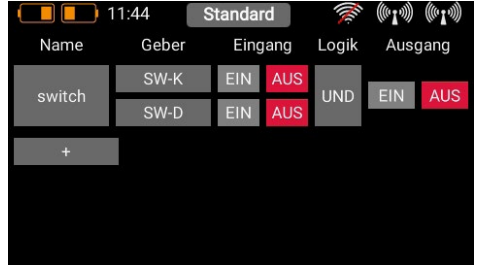 11:44 Standard
Name Geber Eingang Logik Ausgang
switch SW-K EIN AUS UND EIN AUS
SW-D EIN AUS
+